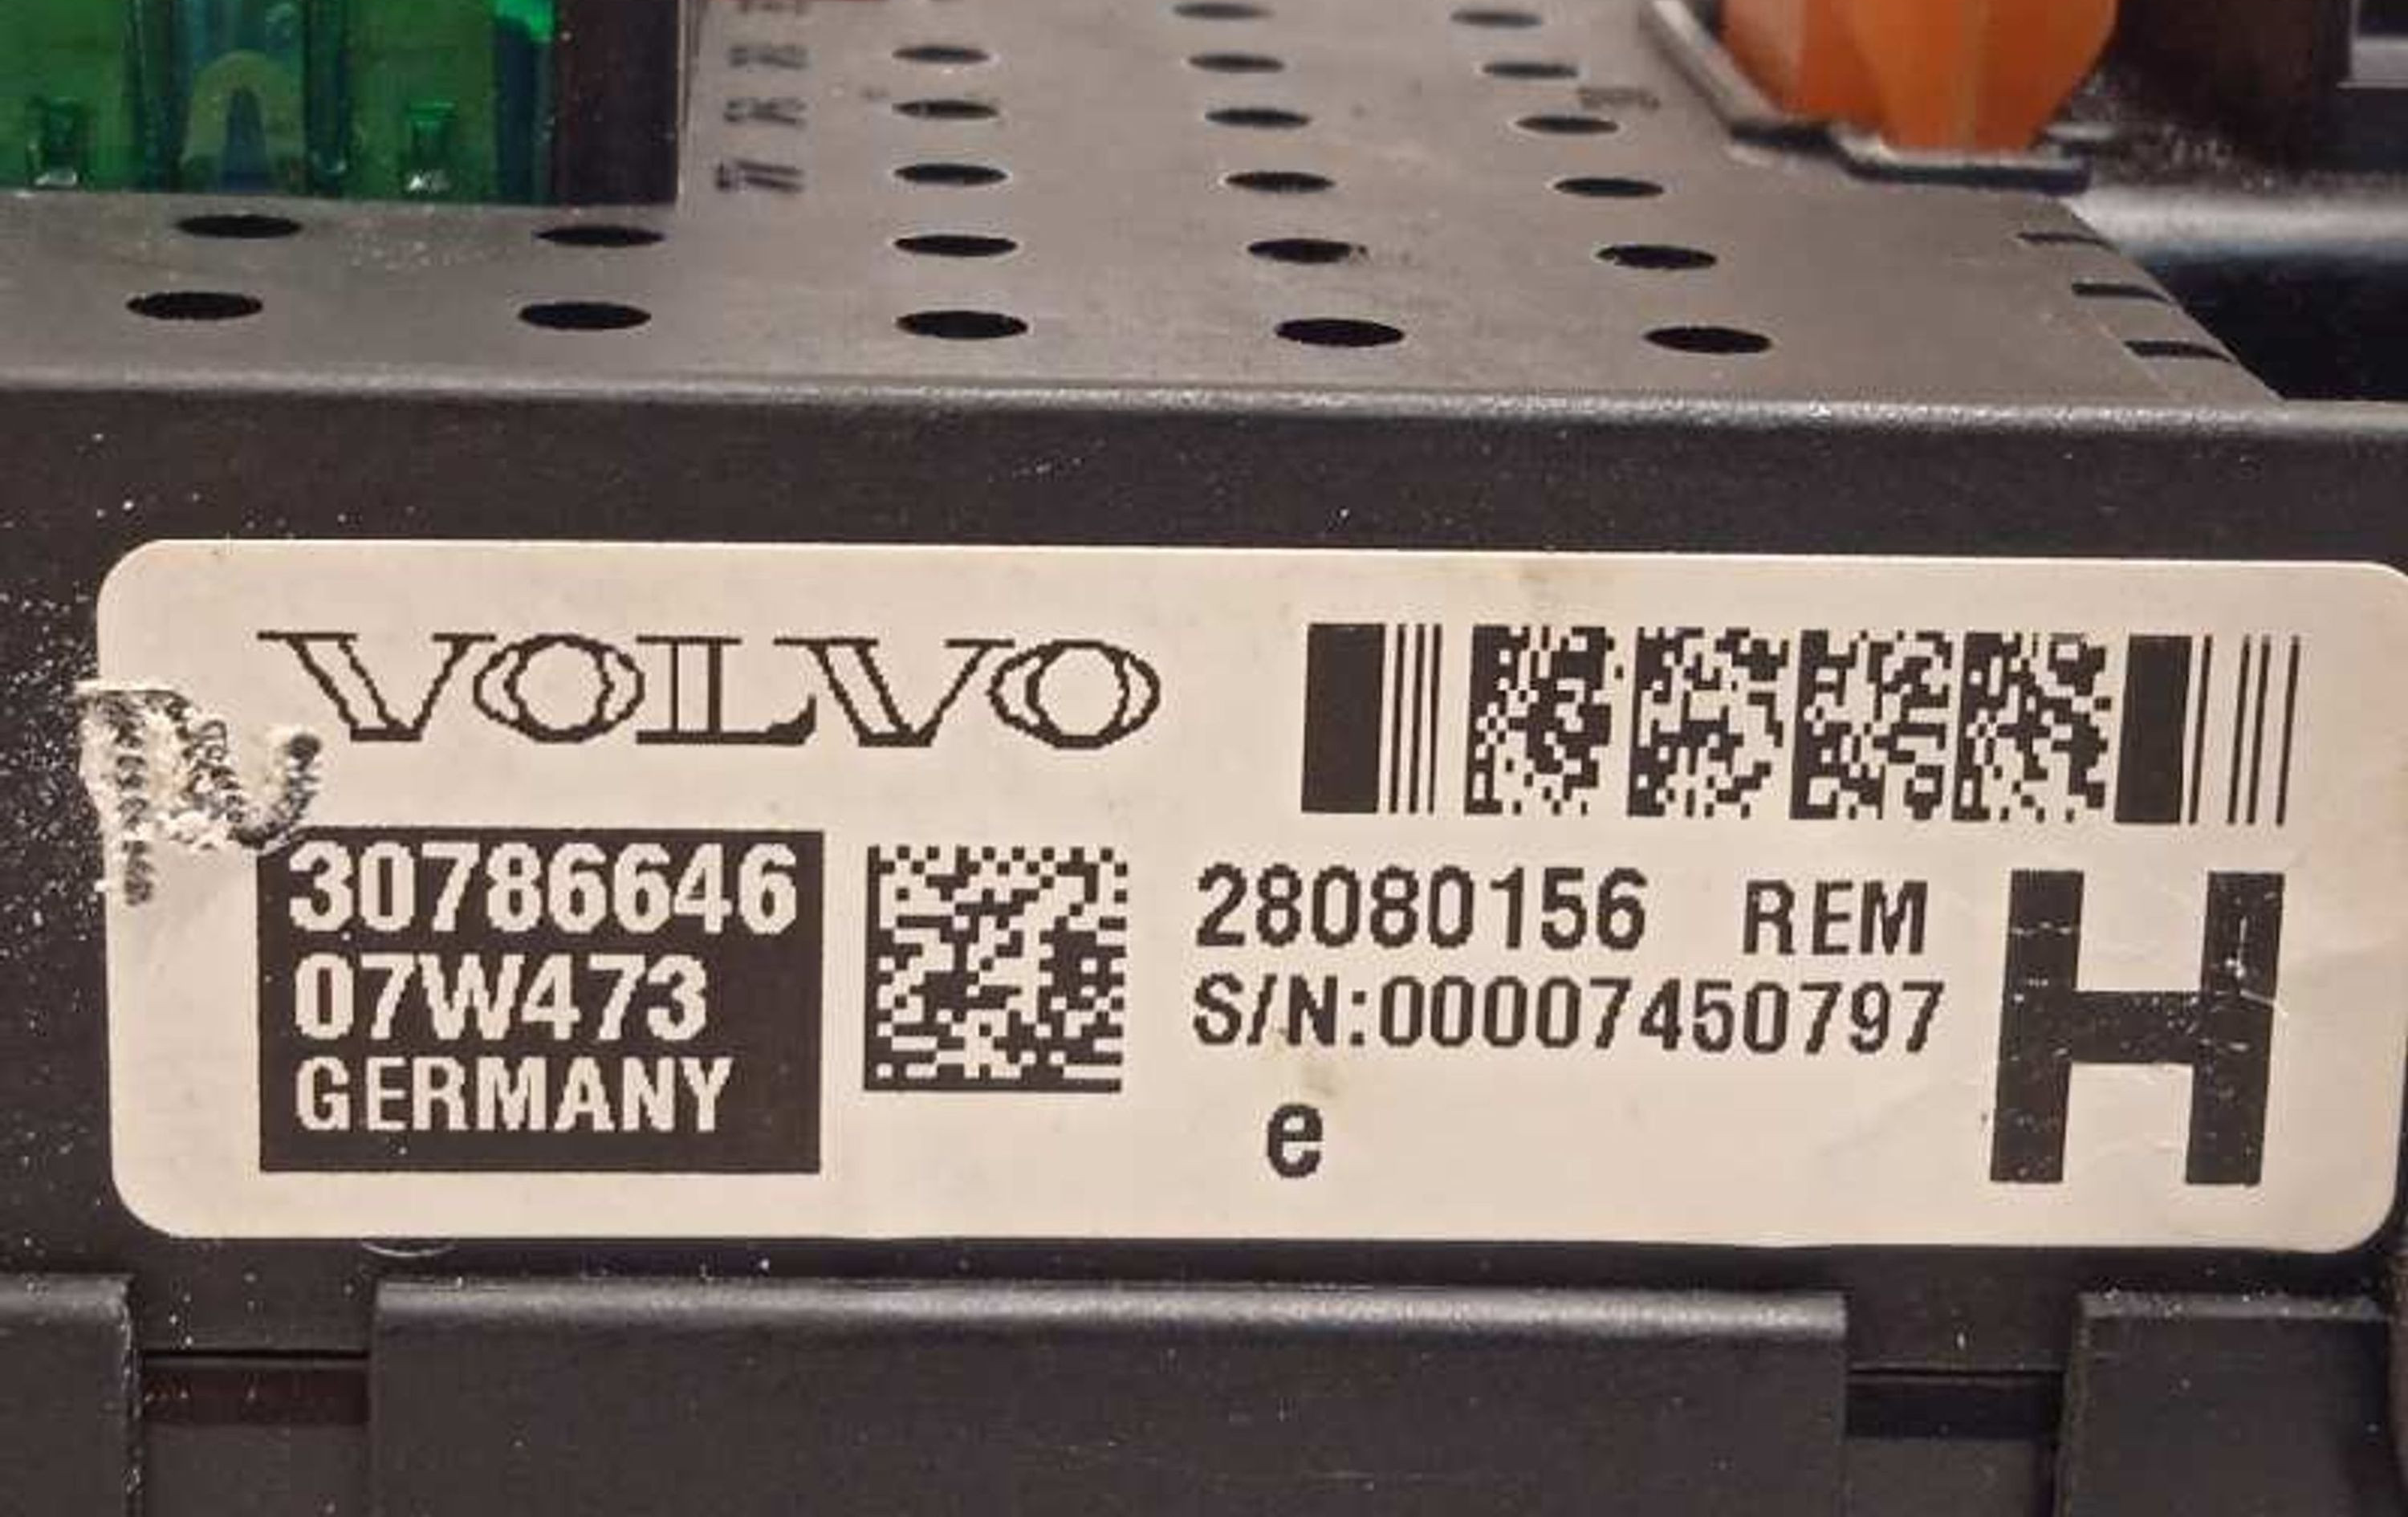 VOLVO
30786646
07W473
GERMANY
28080156 REM
S/N:00007450797
e
H